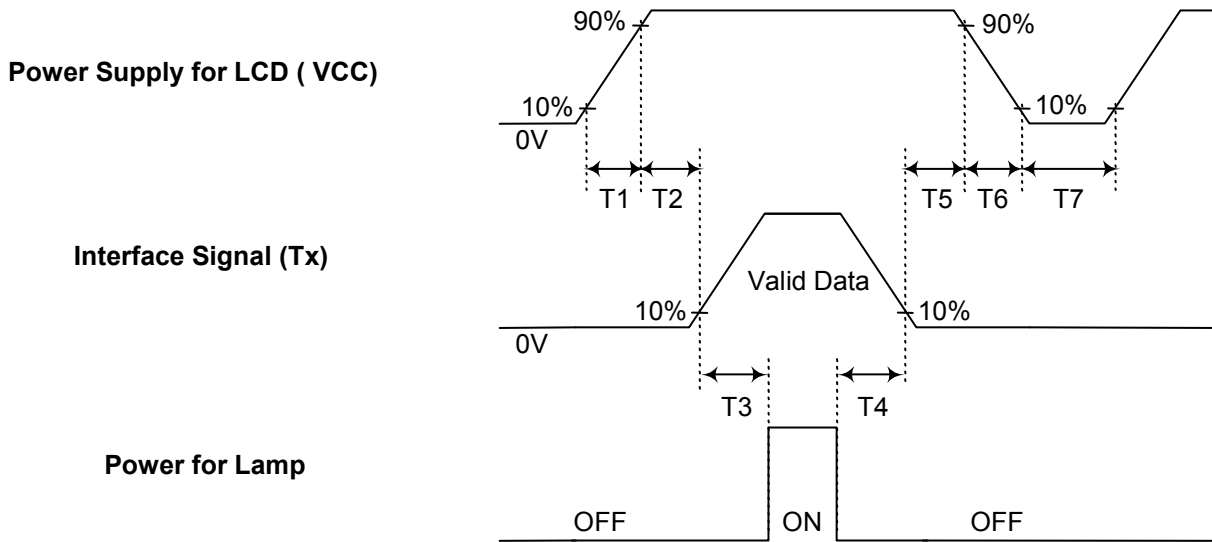 90%
90%
Power Supply for LCD ( VCC)
10%
10%
0V
T1
T2
T5
T6
T7
Interface Signal (Tx)
Valid Data
10%
10%
0V
T3
T4
Power for Lamp
OFF
ON
OFF